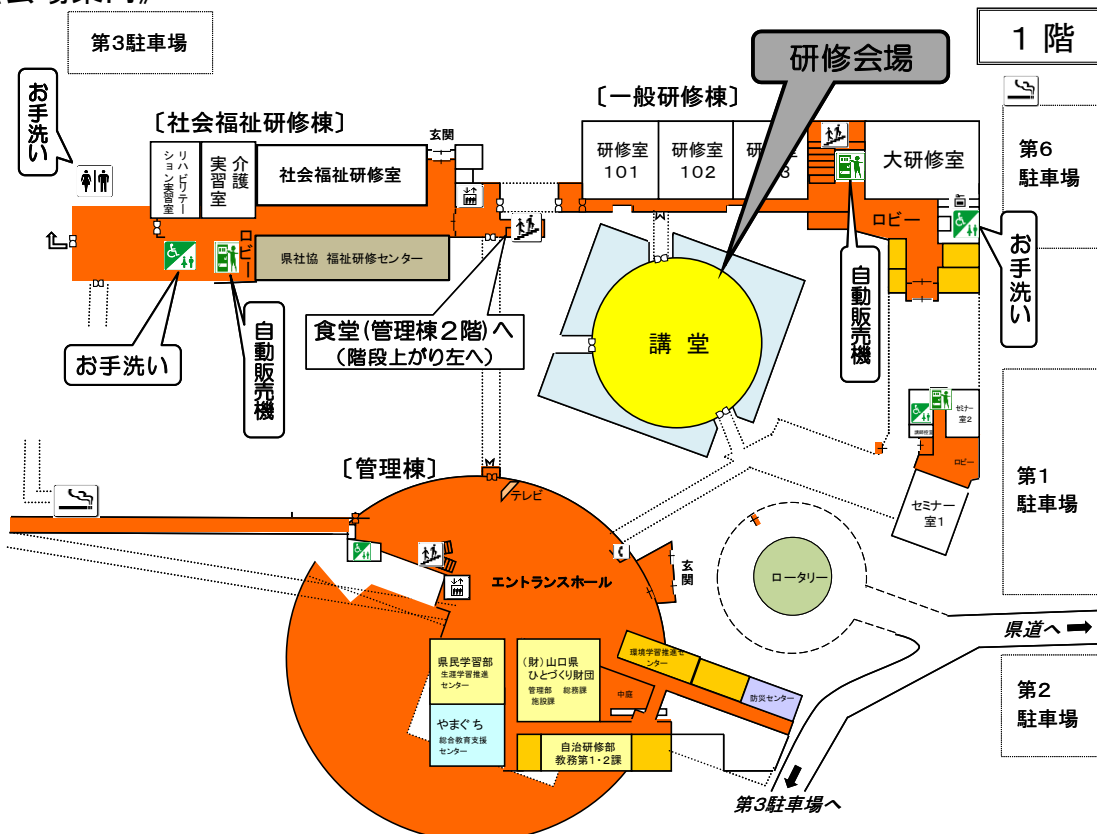 第3駐車場
１ 階
研修会場
お手洗い
〔社会福祉研修棟〕
玄関
〔一般研修棟〕
リハビリテー
ション実習室
介護
実習室
社会福祉研修室
研修室
101
研修室
102
大研修室
第6
駐車場
ロビー
ロビー
県社協 福祉研修センター
お手洗い
自動販売機
食堂(管理棟２階)へ
(階段上がり左へ)
講 堂
自動販売機
お手洗い
セミナー
室2
ロビー
セミナー
室1
第1
駐車場
〔管理棟〕
テレビ
エントランスホール
玄関
ロータリー
県道へ
県民学習部
生涯学習推進
センター
(財)山口県
ひとづくり財団
管理部 総務課
施設課
中庭
環境学習推進セ
ンター
防災センター
やまぐち
総合教育支援
センター
自治研修部
教務第1・2課
第2
駐車場
第3駐車場へ